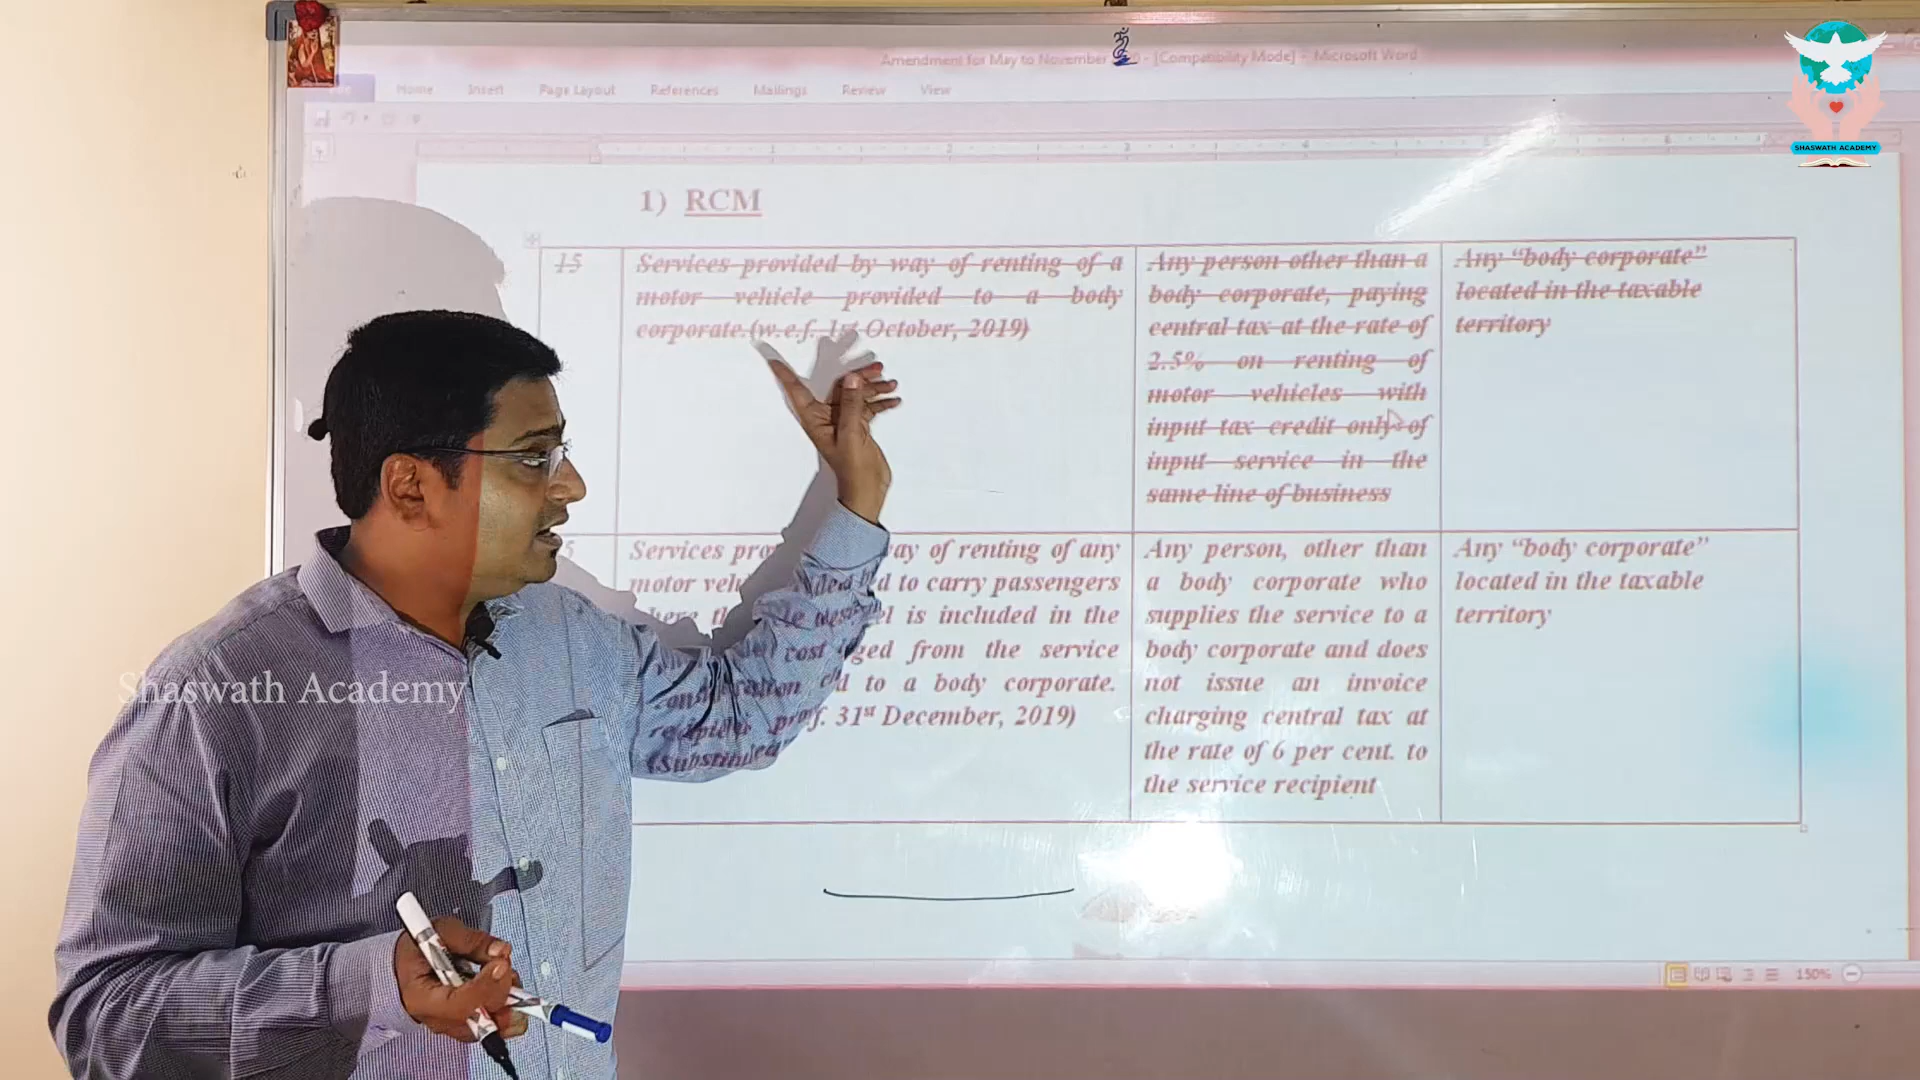 Amendment for May to November - [Compatibility Mode] - Microsoft Word
SHASWATH ACADEMY
Home Insert Page Layout References Mailings Review View
1) RCM
15
Services provided by way of renting of a
motor vehicle provided to a body
corporate.(w.e.f. 1st October, 2019)
Any person other than a
body corporate, paying
central tax at the rate of
2.5% on renting of
motor vehicles with
input tax credit only of
input service in the
same line of business
Any “body corporate”
located in the taxable
territory
5
Services way of renting of any
motor to carry passengers
is included in the
cost from the service
to a body corporate.
31st December, 2019)
Any person, other than
a body corporate who
supplies the service to a
body corporate and does
not issue an invoice
charging central tax at
the rate of 6 per cent. to
the service recipient
Any “body corporate”
located in the taxable
territory
Shaswath Academy
150%